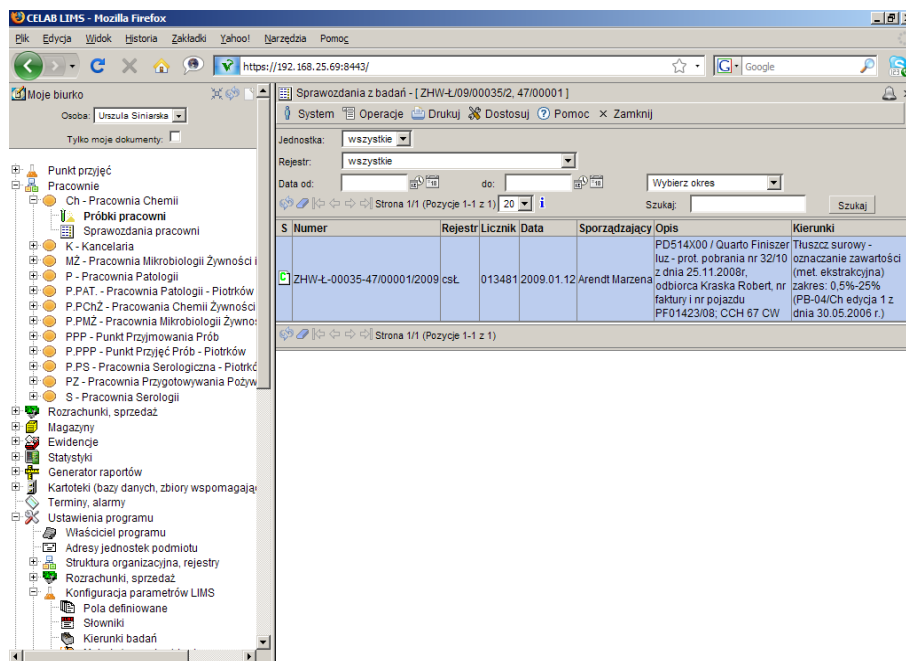 CELAB LIMS - Mozilla Firefox
Plik Edycja Widok Historia Zakładki Yahoo! Narzędzia Pomoc
https://192.168.25.69:8443/
G Google
Moje biurko
Osoba: Urszula Siniarska
Tylko moje dokumenty:
Punkt przyjęć
Pracownie
Ch - Pracownia Chemii
Próbki pracowni
Sprawozdania pracowni
K - Kancelaria
MŻ - Pracownia Mikrobiologii Żywności i
P - Pracownia Patologii
P.PAT. - Pracownia Patologii - Piotrków
P.PChŻ - Pracowania Chemii Żywności
P.PMŻ - Pracownia Mikrobiologii Żywnoś
PPP - Punkt Przyjmowania Prób
P.PPP - Punkt Przyjęć Prób - Piotrków
P.PS - Pracownia Serologiczna - Piotrkó
PZ - Pracownia Przygotowywania Pożyw
S - Pracownia Serologii
Rozrachunki, sprzedaż
Magazyny
Ewidencje
Statystyki
Generator raportów
Kartoteki (bazy danych, zbiory wspomagają
Terminy, alarmy
Ustawienia programu
Właściciel programu
Adresy jednostek podmiotu
Struktura organizacyjna, rejestry
Rozrachunki, sprzedaż
Konfiguracja parametrów LIMS
Pola definiowane
Słowniki
Kierunki badań
Sprawozdania z badań - [ ZHW-Ł/09/00035/2, 47/00001 ]
System Operacje Drukuj Dostosuj Pomoc × Zamknij
Jednostka: wszystkie
Rejestr: wszystkie
Data od: do: Wybierz okres
Strona 1/1 (Pozycje 1-1 z 1) 20 i Szukaj: Szukaj
S Numer Rejestr Licznik Data Sporządzający Opis Kierunki
C ZHW-Ł-00035-47/00001/2009 csŁ 013481 2009.01.12 Arendt Marzena
PD514X00 / Quarto Finiszer
luz - prot. pobrania nr 32/10
z dnia 25.11.2008r,
odbiorca Kraska Robert, nr
faktury i nr pojazdu
PF01423/08; CCH 67 CW
Tłuszcz surowy -
oznaczanie zawartości
(met. ekstrakcyjna)
zakres: 0,5%-25%
(PB-04/Ch edycja 1 z
dnia 30.05.2006 r.)
Strona 1/1 (Pozycje 1-1 z 1)